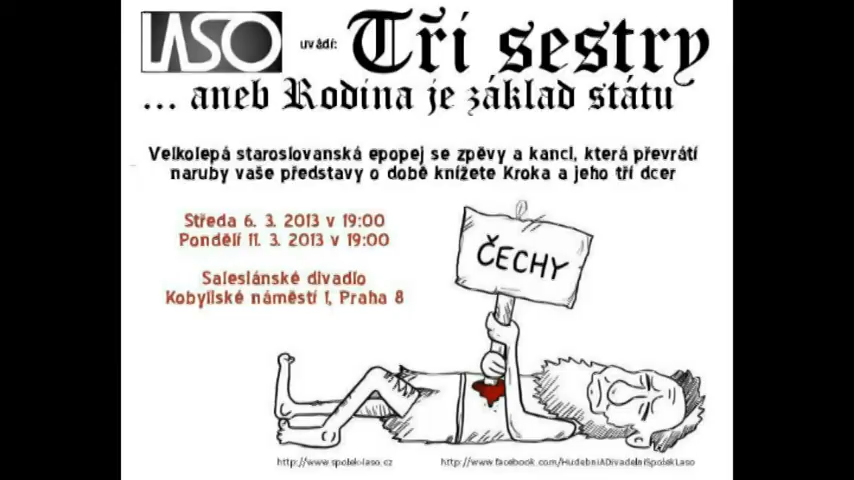 LASO uvádí: Tři sestry
... aneb Rodina je základ státu
Velkolepá staroslovanská epopej se zpěvy a kanci, která převrátí
naruby vaše představy o době knížete Kroka a jeho tří dcer
Středa 6. 3. 2013 v 19:00
Pondělí 11. 3. 2013 v 19:00
Salesiánské divadlo
Kobyliské náměstí 1, Praha 8
ČECHY
http://www.spolek-laso.cz
http://www.facebook.com/HudebniADivadelniSpolekLaso